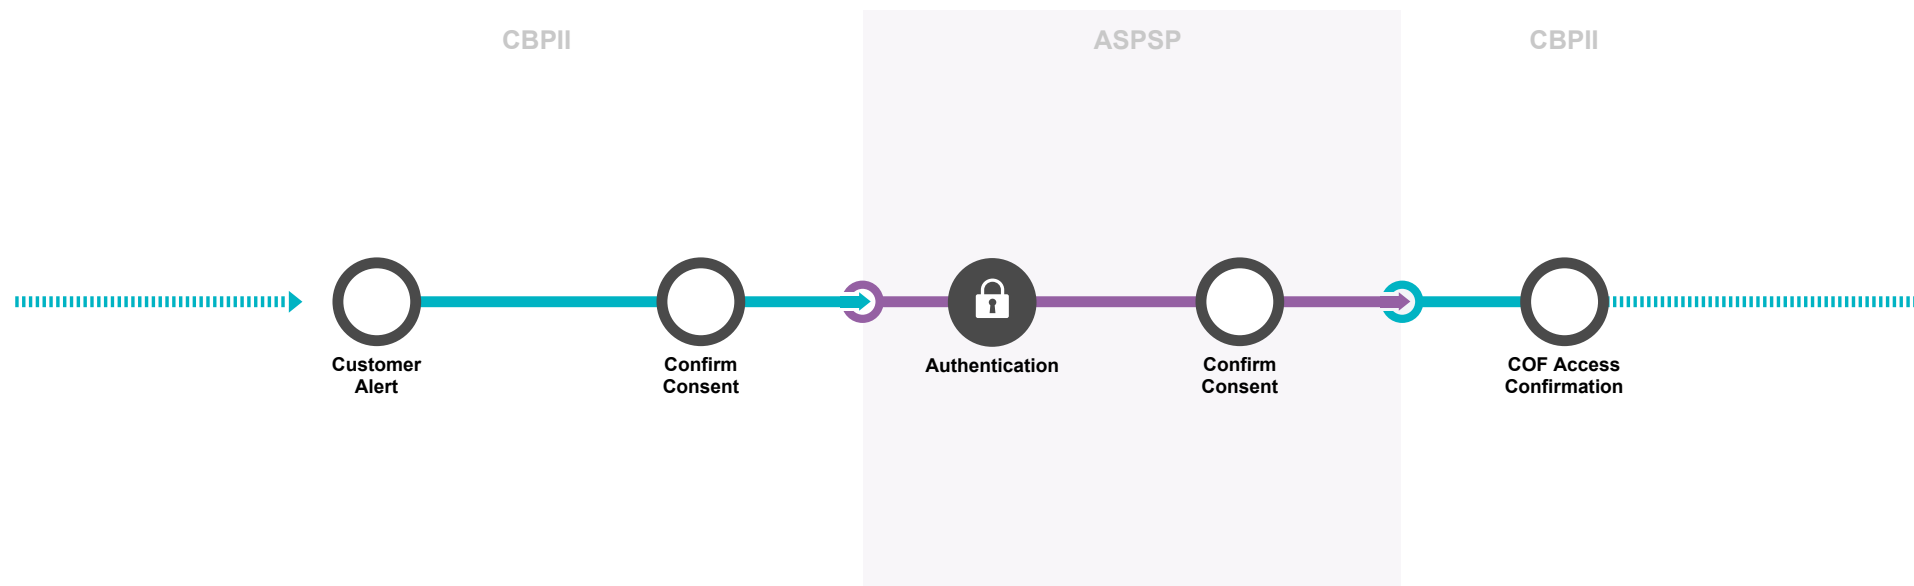 CBPII
ASPSP
CBPII
Customer
Alert
Confirm
Consent
Authentication
Confirm
Consent
COF Access
Confirmation